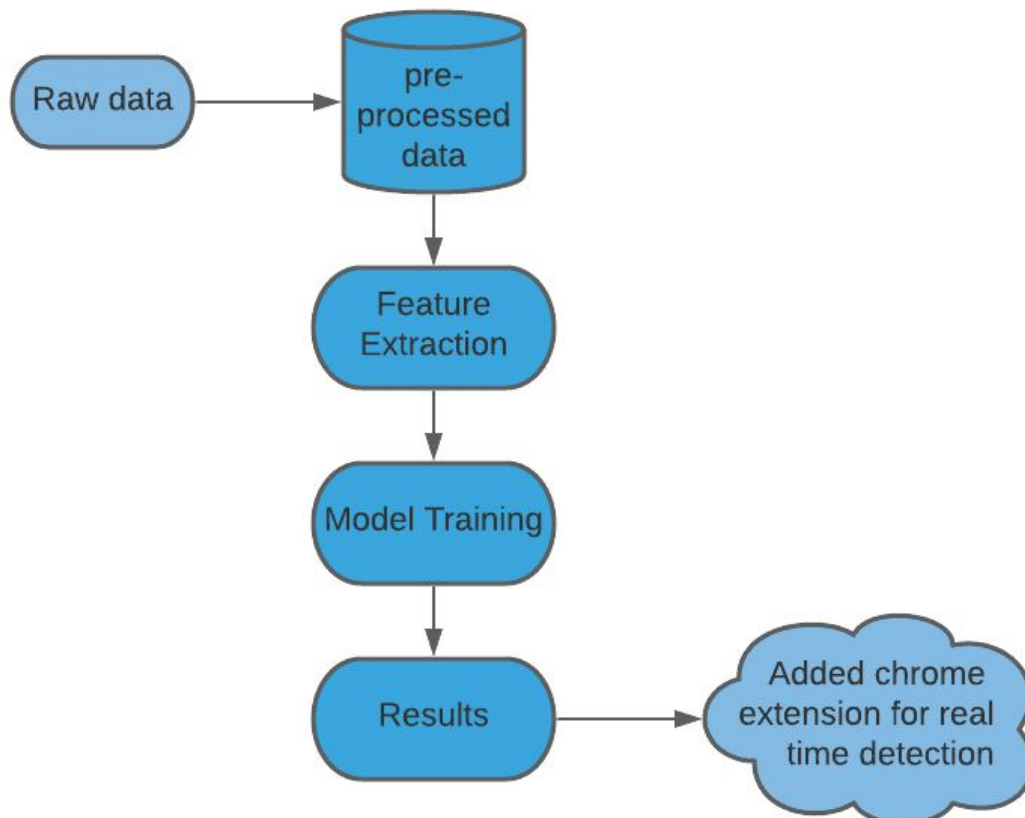 Raw data
pre-
processed
data
Feature
Extraction
Model Training
Results
Added chrome
extension for real
time detection